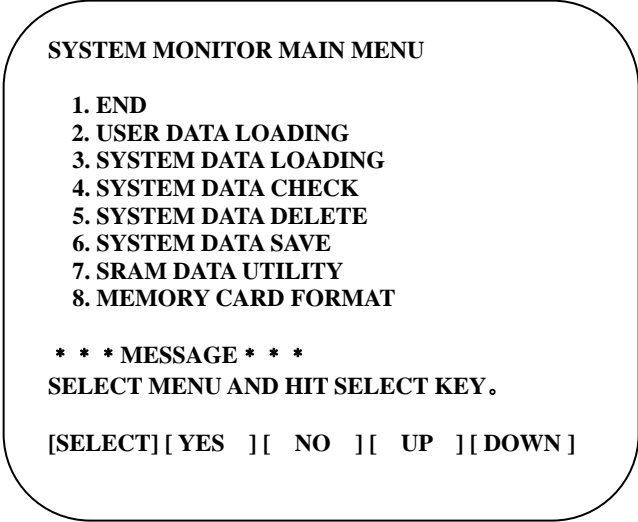 SYSTEM MONITOR MAIN MENU
1. END
2. USER DATA LOADING
3. SYSTEM DATA LOADING
4. SYSTEM DATA CHECK
5. SYSTEM DATA DELETE
6. SYSTEM DATA SAVE
7. SRAM DATA UTILITY
8. MEMORY CARD FORMAT
* * * MESSAGE * * *
SELECT MENU AND HIT SELECT KEY。
[SELECT] [ YES ] [ NO ] [ UP ] [ DOWN ]